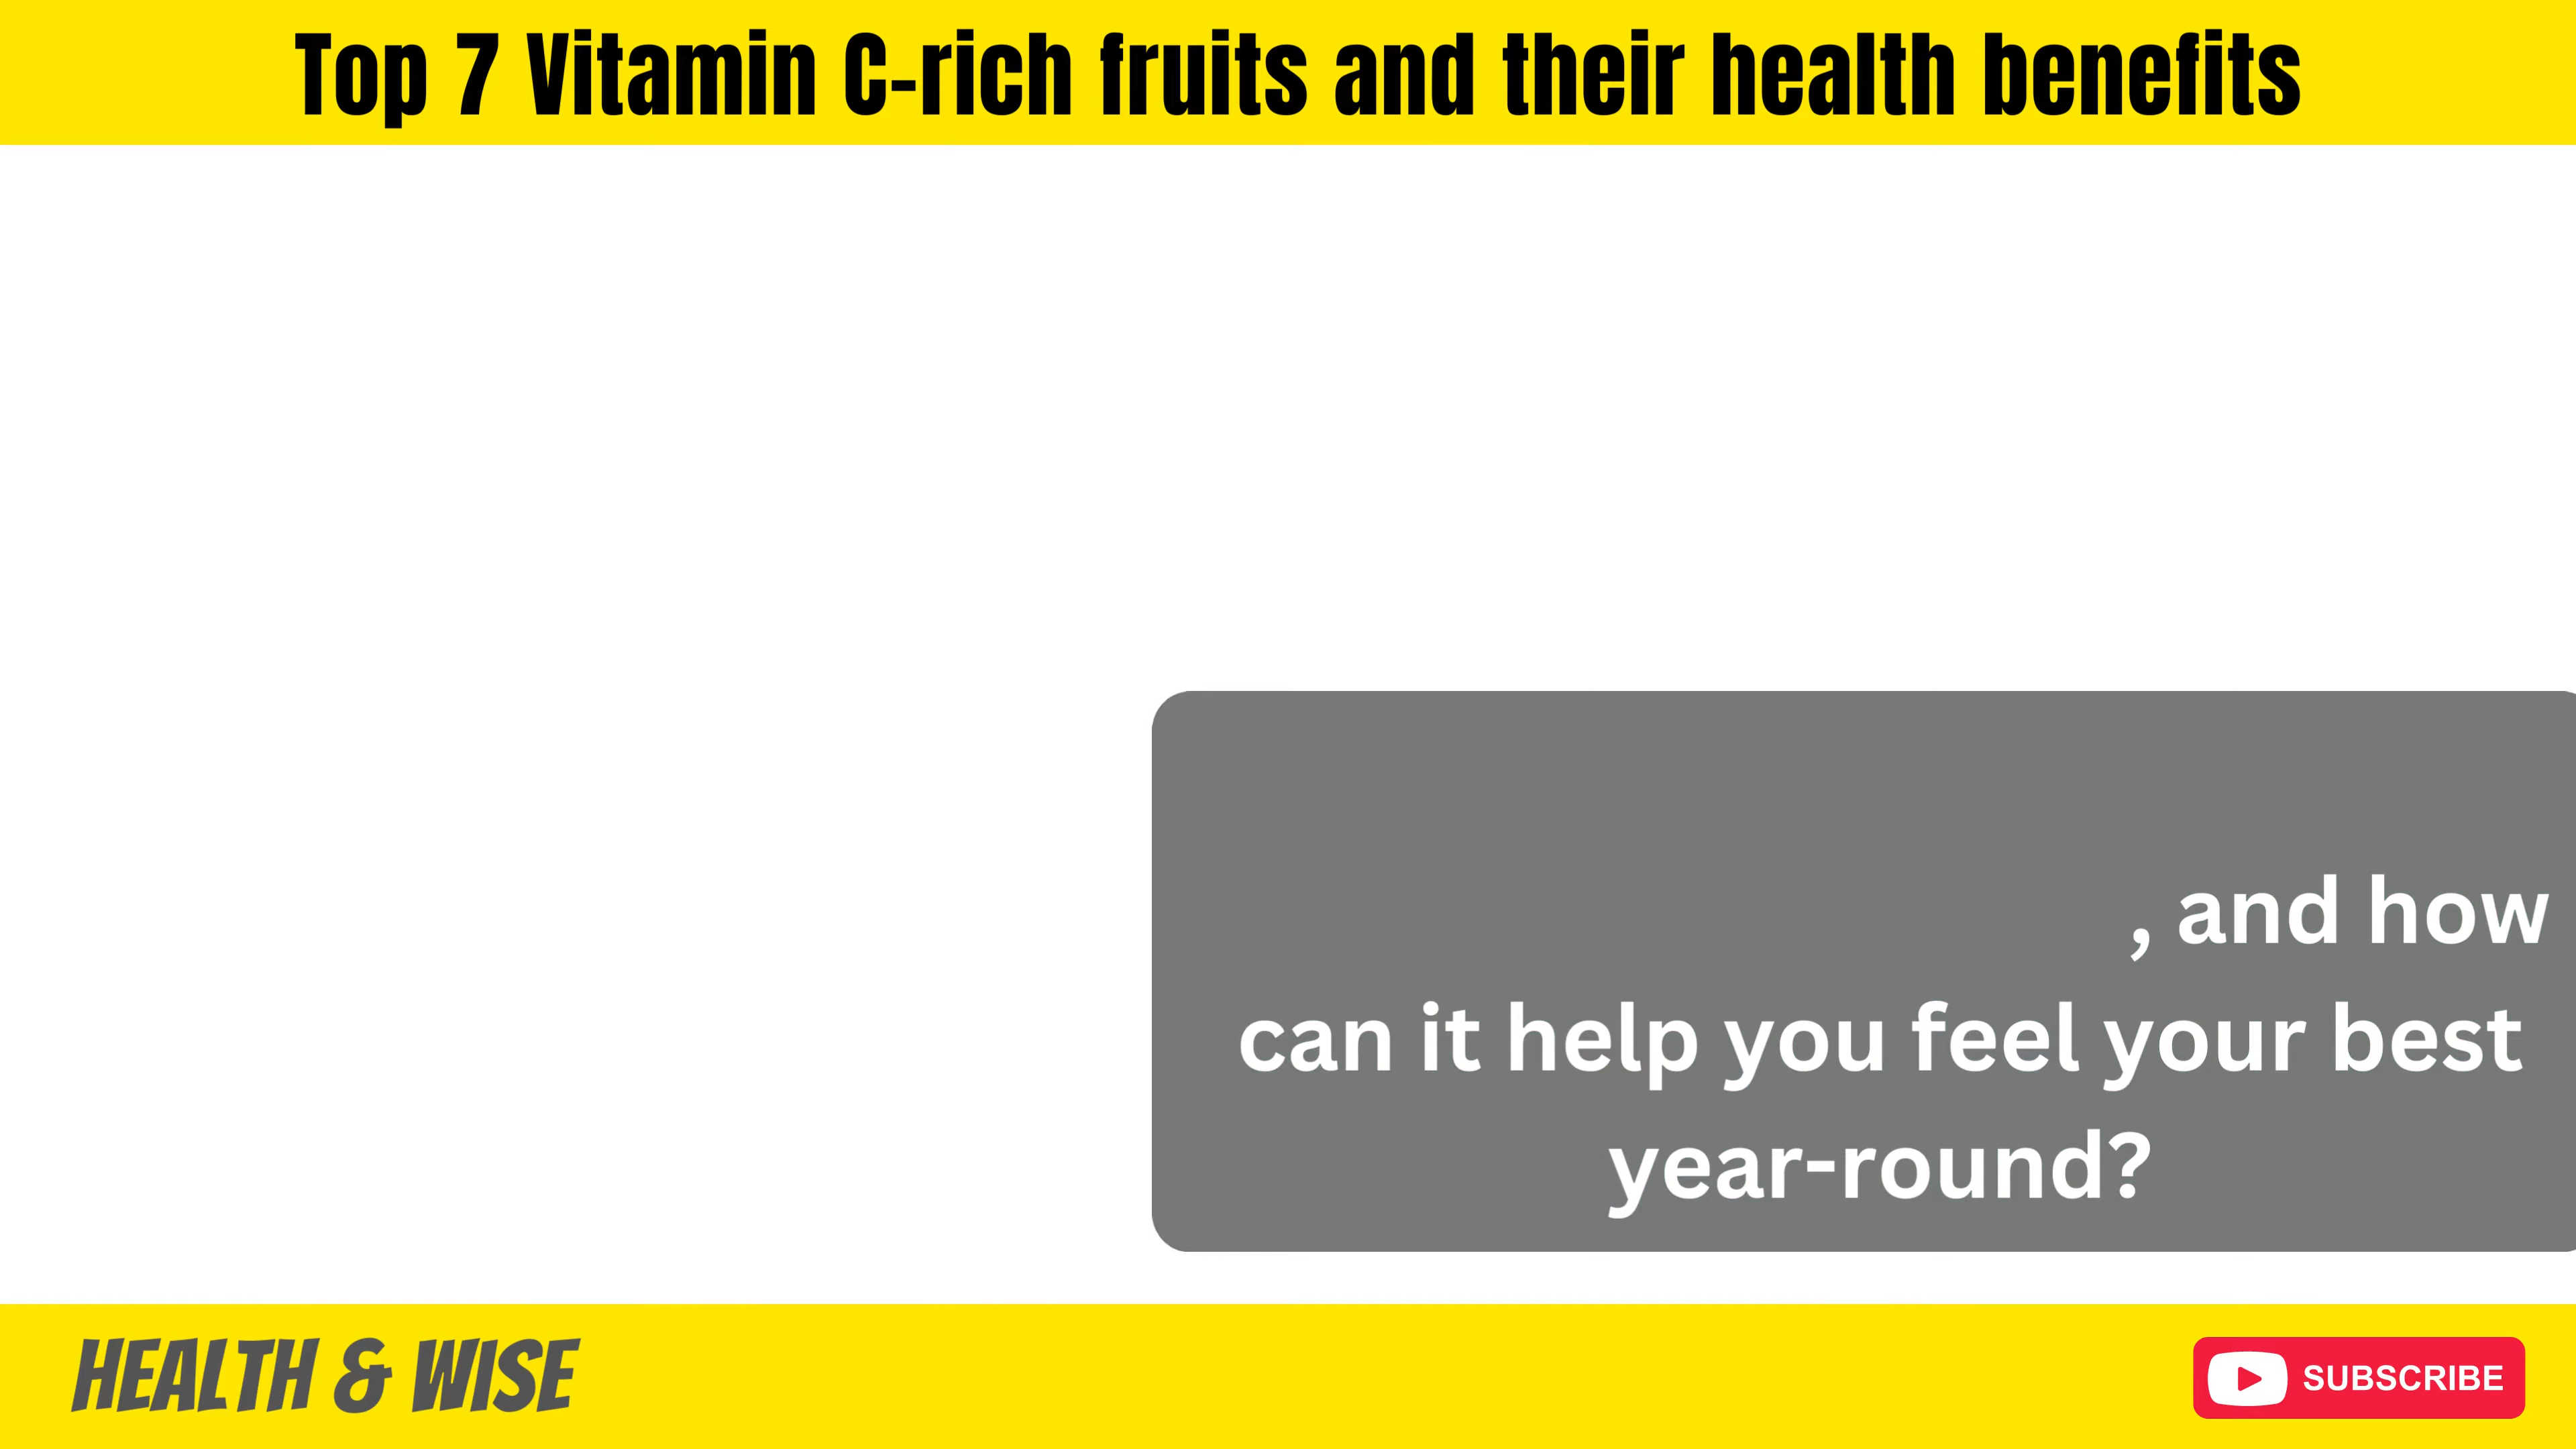 Top 7 Vitamin C-rich fruits and their health benefits
, and how
can it help you feel your best
year-round?
HEALTH & WISE
SUBSCRIBE